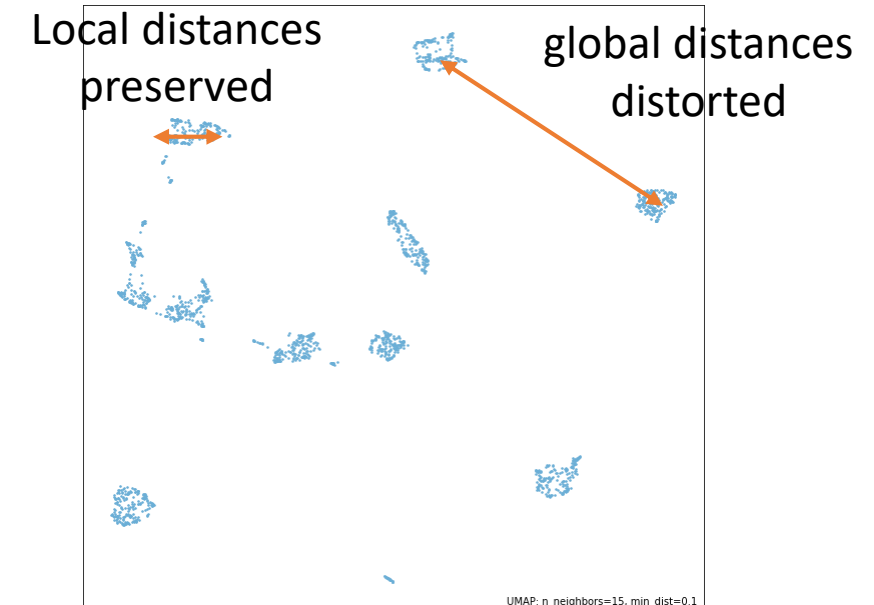 Local distances
preserved
global distances
distorted
UMAP: n_neighbors=15, min_dist=0.1